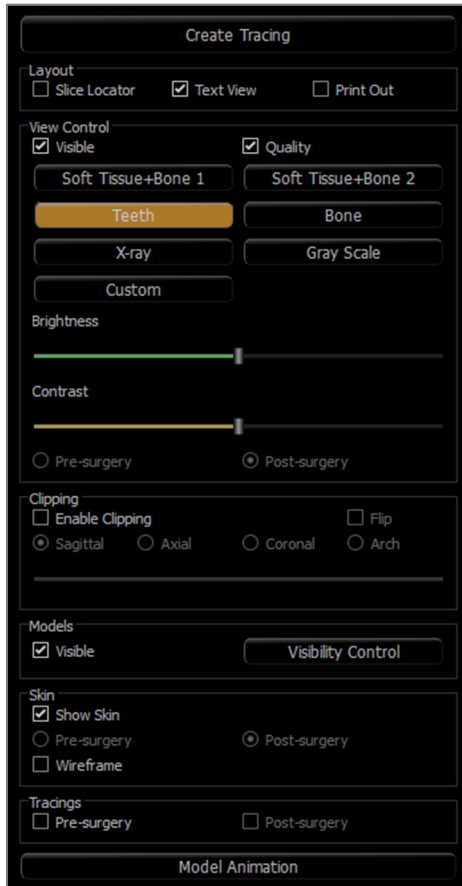 Create Tracing
Layout
Slice Locator Text View Print Out
View Control
Visible Quality
Soft Tissue+Bone 1 Soft Tissue+Bone 2
Teeth Bone
X-ray Gray Scale
Custom
Brightness
Contrast
Pre-surgery Post-surgery
Clipping
Enable Clipping Flip
Sagittal Axial Coronal Arch
Models
Visible Visibility Control
Skin
Show Skin
Pre-surgery Post-surgery
Wireframe
Tracings
Pre-surgery Post-surgery
Model Animation